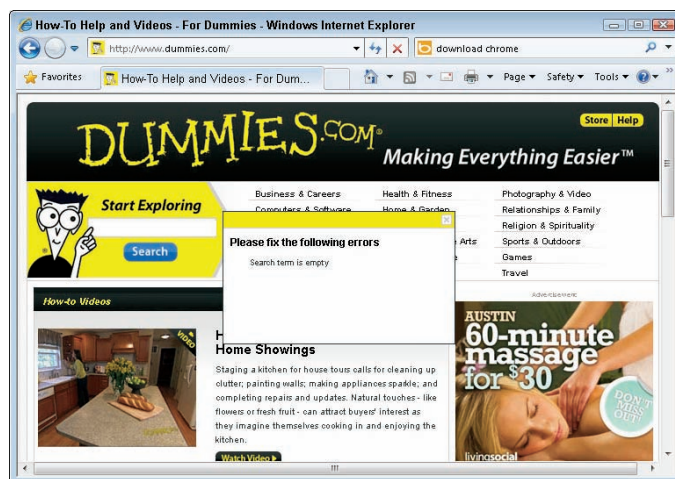 How-To Help and Videos - For Dummies - Windows Internet Explorer
http://www.dummies.com/
download chrome
Favorites
How-To Help and Videos - For Dum...
Page
Safety
Tools
Store Help
DUMMIES.COM®
Making Everything Easier™
Start Exploring
Search
Business & Careers
Health & Fitness
Photography & Video
Computers & Software
Home & Garden
Relationships & Family
Religion & Spirituality
Arts
Sports & Outdoors
Games
Travel
Please fix the following errors
Search term is empty
How-to Videos
Advertisement
VIDEO
Home Showings
Staging a kitchen for house tours calls for cleaning up
clutter; painting walls; making appliances sparkle; and
completing repairs and updates. Natural touches - like
flowers or fresh fruit - can attract buyers' interest as
they imagine themselves cooking in and enjoying the
kitchen.
Watch Video
AUSTIN
60-minute
massage
for $30
DON'T
MISS
OUT!
livingsocial